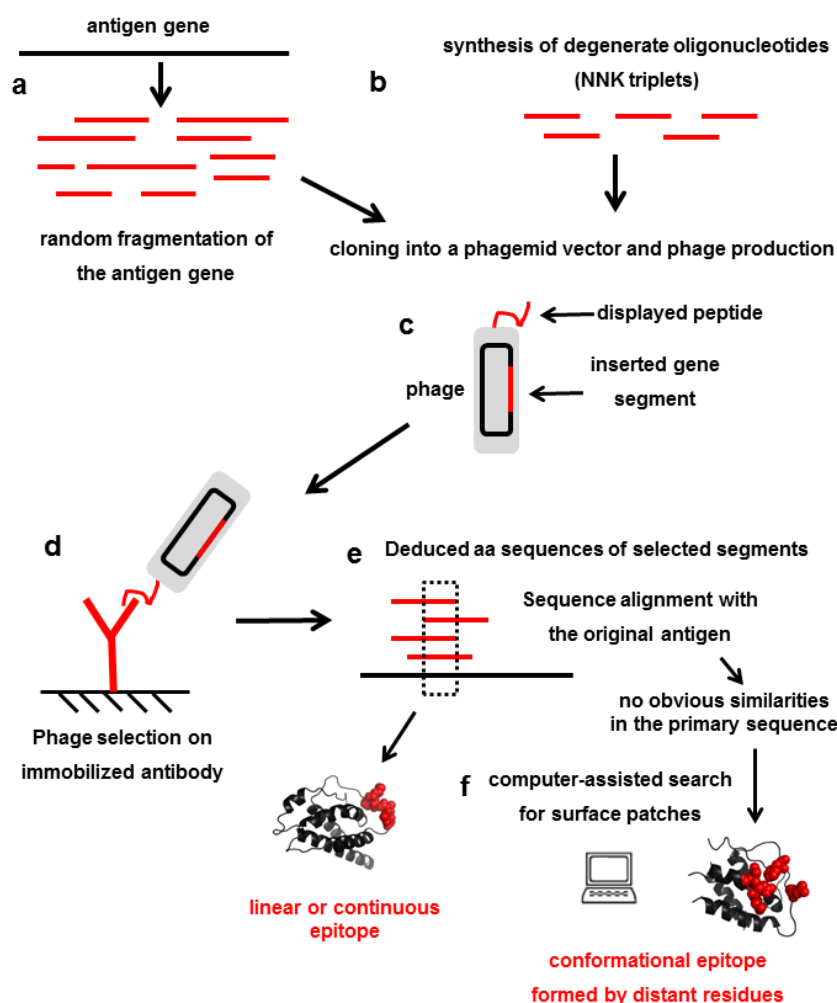 antigen gene
a
random fragmentation of
the antigen gene
b
synthesis of degenerate oligonucleotides
(NNK triplets)
cloning into a phagemid vector and phage production
c
displayed peptide
phage
inserted gene
segment
d
Phage selection on
immobilized antibody
e
Deduced aa sequences of selected segments
Sequence alignment with
the original antigen
no obvious similarities
in the primary sequence
linear or continuous
epitope
f
computer-assisted search
for surface patches
conformational epitope
formed by distant residues